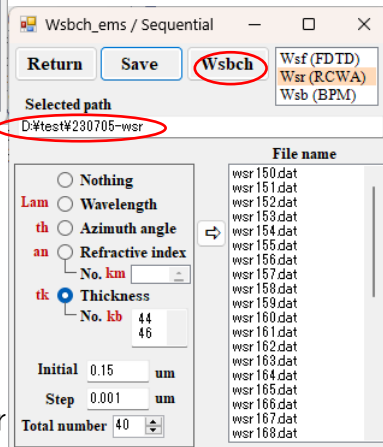 Wsbch_ems / Sequential
Return Save Wsbch
Wsf (FDTD)
Wsr (RCWA)
Wsb (BPM)
Selected path
D:¥test¥230705-wsr
File name
Nothing
Lam Wavelength
th Azimuth angle
an Refractive index
No. km
tk Thickness
No. kb 44
46
Initial 0.15 um
Step 0.001 um
Total number 40
wsr150.dat
wsr151.dat
wsr152.dat
wsr153.dat
wsr154.dat
wsr155.dat
wsr156.dat
wsr157.dat
wsr158.dat
wsr159.dat
wsr160.dat
wsr161.dat
wsr162.dat
wsr163.dat
wsr164.dat
wsr165.dat
wsr166.dat
wsr167.dat
wsr168.dat
r